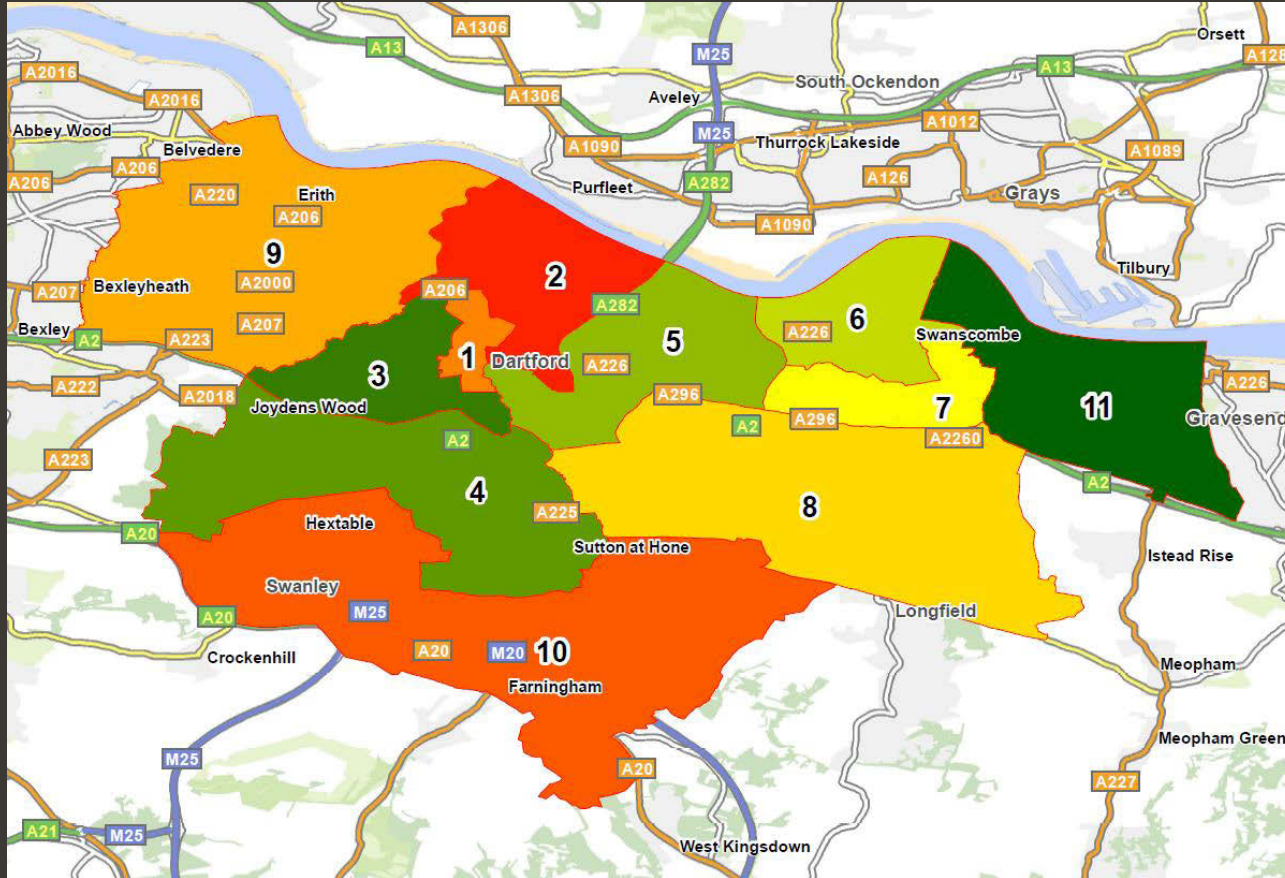 A1306
Orsett
A13
M25
A13
A128
A2016
South Ockendon
A2016
A1306
Aveley
Abbey Wood
M25
A1012
Belvedere
A1090
Thurrock Lakeside
A1089
A206
A206
Purfleet
A282
A126
A220
Erith
Grays
A206
A1090
9
2
Tilbury
Bexleyheath
A2000
A207
A206
A282
6
Bexley
A207
A226
A2
A223
5
Swanscombe
1
Dartford
A226
3
A226
A222
A2018
A296
7
Joydens Wood
11
Gravesend
A2
A2
A296
A2260
A223
4
A2
8
A225
Hextable
A20
Sutton at Hone
Istead Rise
Swanley
M25
Longfield
A20
A20
M20
10
Crockenhill
Meopham
Farningham
Meopham Green
M25
A20
A227
A21
M25
West Kingsdown